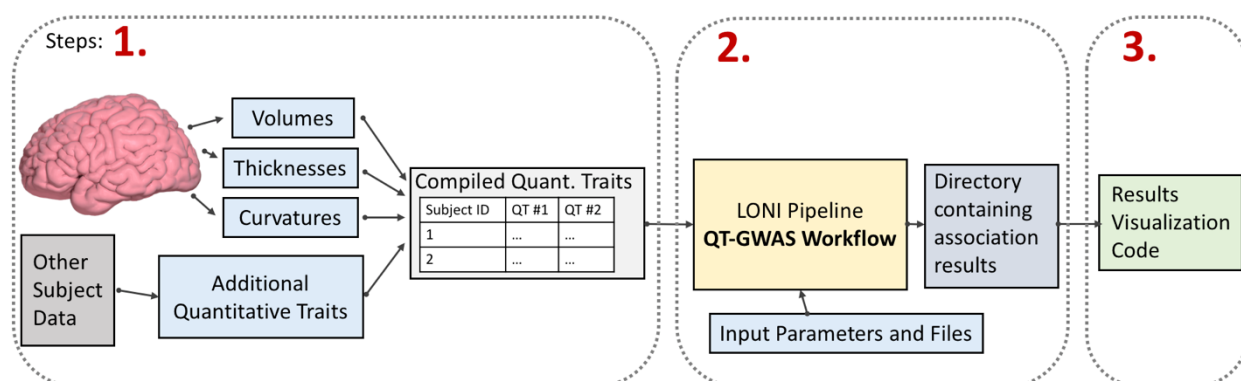 Steps: 1.
Volumes
Thicknesses
Curvatures
Other
Subject
Data
Additional
Quantitative Traits
Compiled Quant. Traits
Subject ID QT #1 QT #2
1 ... ...
2 ... ...
2.
LONI Pipeline
QT-GWAS Workflow
Input Parameters and Files
Directory
containing
association
results
3.
Results
Visualization
Code